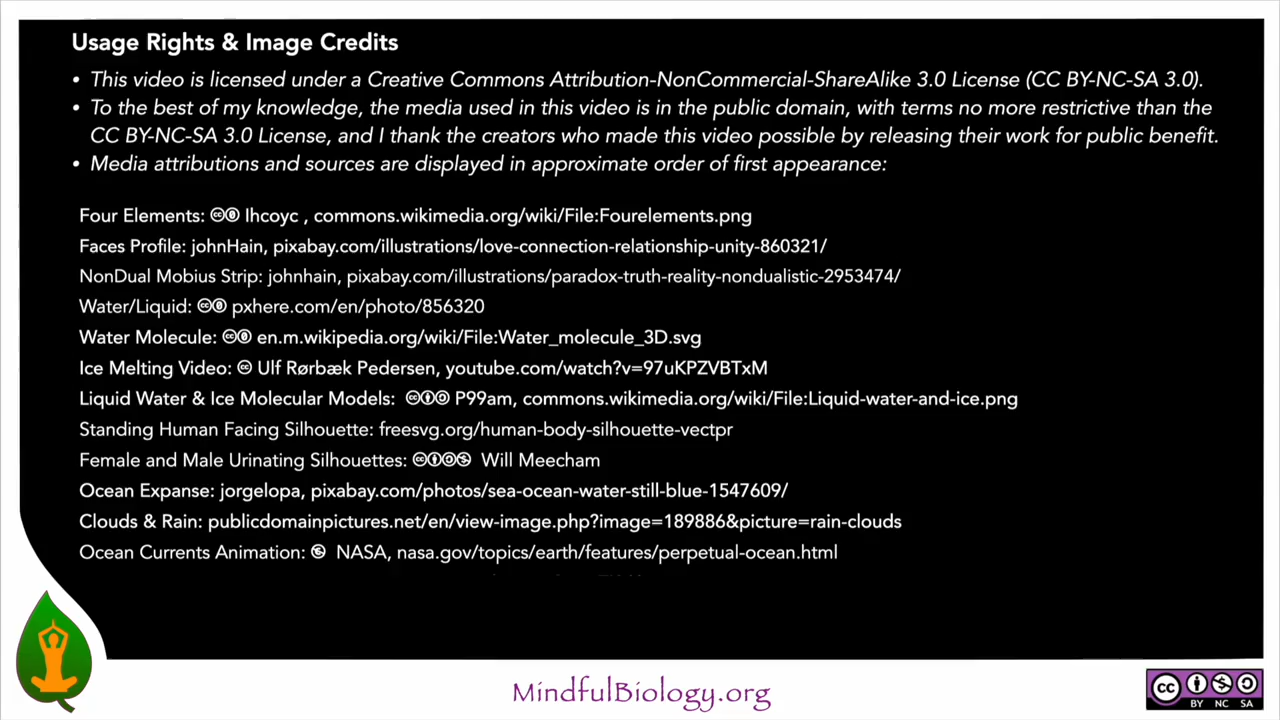 Usage Rights & Image Credits
• This video is licensed under a Creative Commons Attribution-NonCommercial-ShareAlike 3.0 License (CC BY-NC-SA 3.0).
• To the best of my knowledge, the media used in this video is in the public domain, with terms no more restrictive than the
CC BY-NC-SA 3.0 License, and I thank the creators who made this video possible by releasing their work for public benefit.
• Media attributions and sources are displayed in approximate order of first appearance:
Four Elements: lhcoyc , commons.wikimedia.org/wiki/File:Fourelements.png
Faces Profile: johnHain, pixabay.com/illustrations/love-connection-relationship-unity-860321/
NonDual Mobius Strip: johnhain, pixabay.com/illustrations/paradox-truth-reality-nondualistic-2953474/
Water/Liquid: pxhere.com/en/photo/856320
Water Molecule: en.m.wikipedia.org/wiki/File:Water_molecule_3D.svg
Ice Melting Video: Ulf Rørbæk Pedersen, youtube.com/watch?v=97uKPZVBTxM
Liquid Water & Ice Molecular Models: P99am, commons.wikimedia.org/wiki/File:Liquid-water-and-ice.png
Standing Human Facing Silhouette: freesvg.org/human-body-silhouette-vectpr
Female and Male Urinating Silhouettes: Will Meecham
Ocean Expanse: jorgelopa, pixabay.com/photos/sea-ocean-water-still-blue-1547609/
Clouds & Rain: publicdomainpictures.net/en/view-image.php?image=189886&picture=rain-clouds
Ocean Currents Animation: NASA, nasa.gov/topics/earth/features/perpetual-ocean.html
MindfulBiology.org
cc
BY NC SA